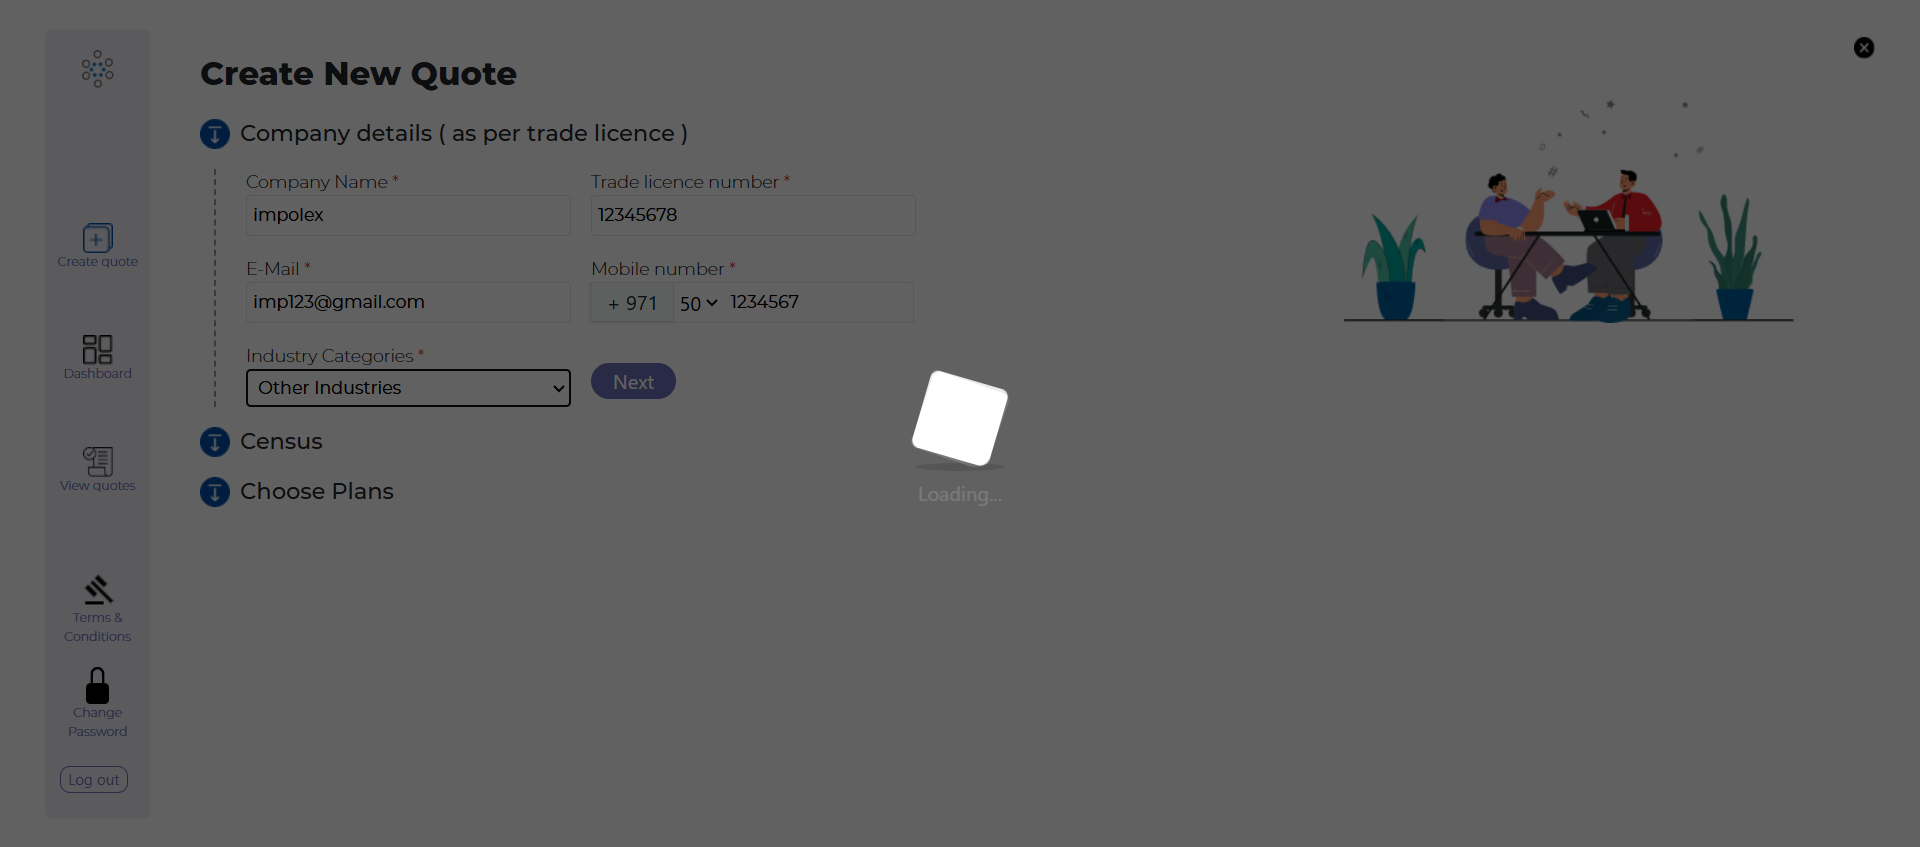 Create New Quote
Company details ( as per trade licence )
Company Name *
Trade licence number *
impolex
12345678
E-Mail *
Mobile number *
imp123@gmail.com
+ 971
50
1234567
Industry Categories *
Other Industries
Next
Census
Choose Plans
Loading...
Create quote
Dashboard
View quotes
Terms &
Conditions
Change
Password
Log out